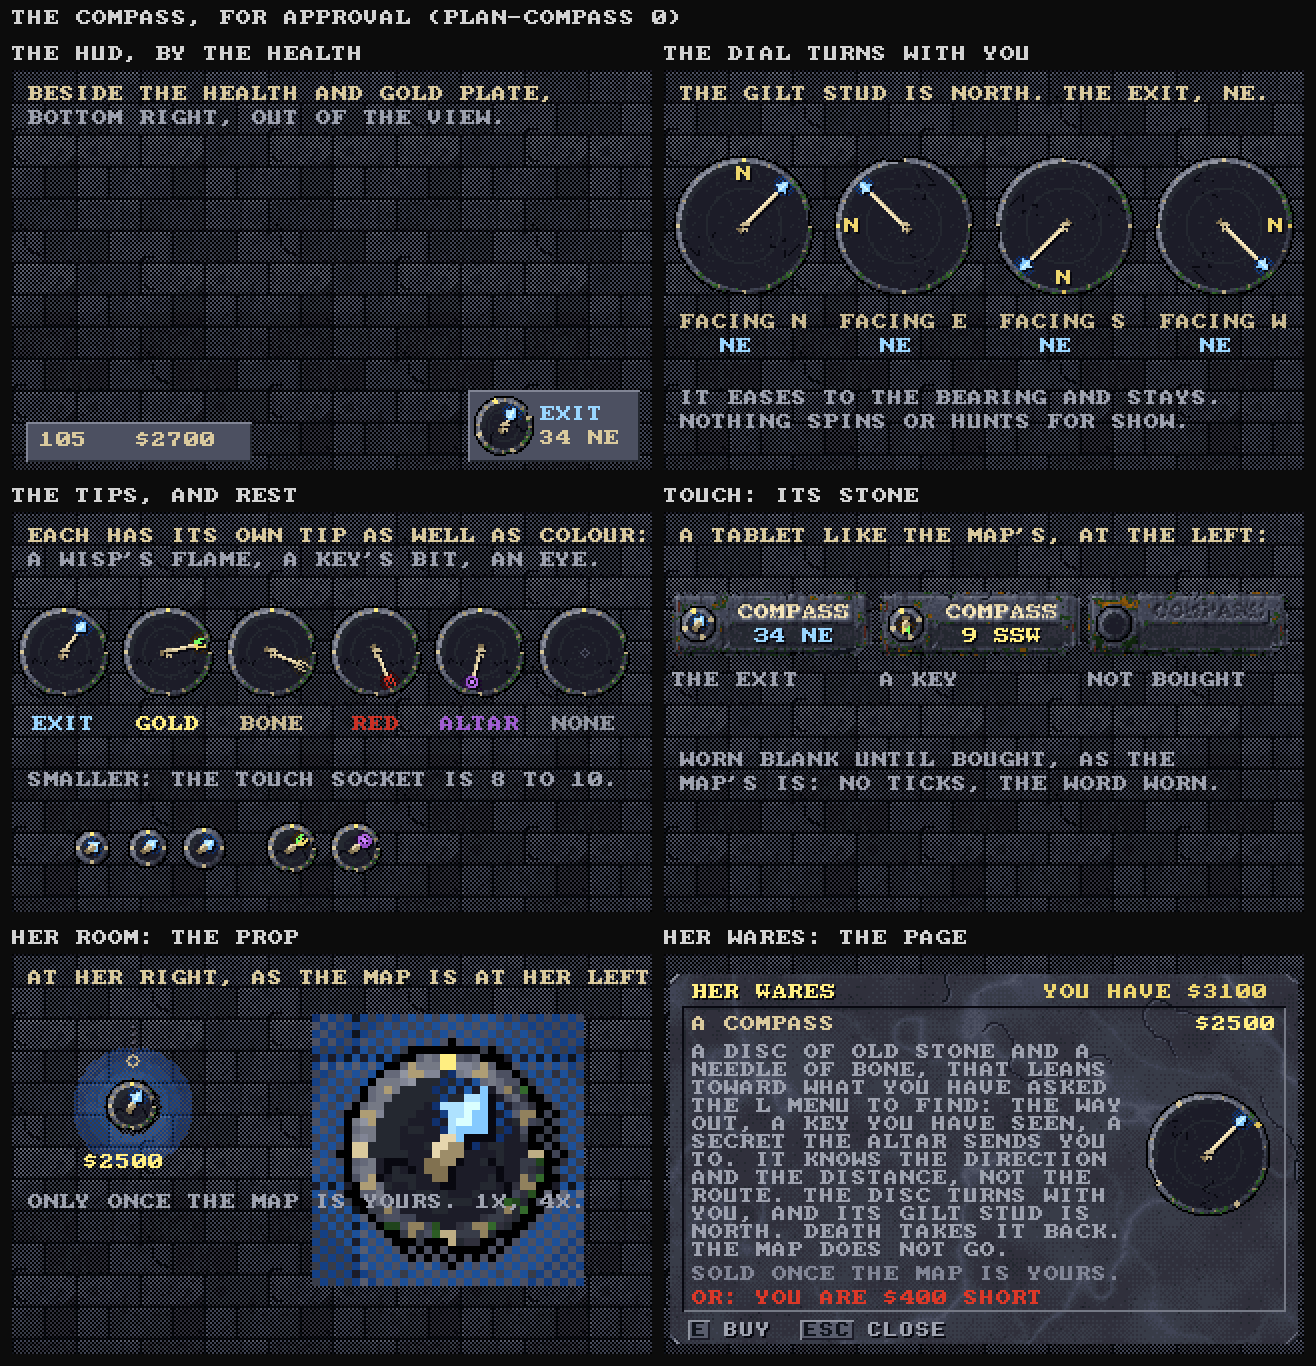 THE COMPASS, FOR APPROVAL (PLAN-COMPASS 0)
THE HUD, BY THE HEALTH
BESIDE THE HEALTH AND GOLD PLATE,
BOTTOM RIGHT, OUT OF THE VIEW.
105 $2700
EXIT
34 NE
THE DIAL TURNS WITH YOU
THE GILT STUD IS NORTH. THE EXIT, NE.
N
N
N
N
FACING N FACING E FACING S FACING W
NE NE NE NE
IT EASES TO THE BEARING AND STAYS.
NOTHING SPINS OR HUNTS FOR SHOW.
THE TIPS, AND REST
EACH HAS ITS OWN TIP AS WELL AS COLOUR:
A WISP'S FLAME, A KEY'S BIT, AN EYE.
EXIT GOLD BONE RED ALTAR NONE
SMALLER: THE TOUCH SOCKET IS 8 TO 10.
TOUCH: ITS STONE
A TABLET LIKE THE MAP'S, AT THE LEFT:
COMPASS COMPASS COMPASS
34 NE 9 SSW
THE EXIT A KEY NOT BOUGHT
WORN BLANK UNTIL BOUGHT, AS THE
MAP'S IS: NO TICKS, THE WORD WORN.
HER ROOM: THE PROP
AT HER RIGHT, AS THE MAP IS AT HER LEFT
$2500
ONLY ONCE THE MAP IS YOURS. 1X, 4X.
HER WARES: THE PAGE
HER WARES YOU HAVE $3100
A COMPASS $2500
A DISC OF OLD STONE AND A
NEEDLE OF BONE, THAT LEANS
TOWARD WHAT YOU HAVE ASKED
THE L MENU TO FIND: THE WAY
OUT, A KEY YOU HAVE SEEN, A
SECRET THE ALTAR SENDS YOU
TO. IT KNOWS THE DIRECTION
AND THE DISTANCE, NOT THE
ROUTE. THE DISC TURNS WITH
YOU, AND ITS GILT STUD IS
NORTH. DEATH TAKES IT BACK.
THE MAP DOES NOT GO.
SOLD ONCE THE MAP IS YOURS.
OR: YOU ARE $400 SHORT
E BUY ESC CLOSE